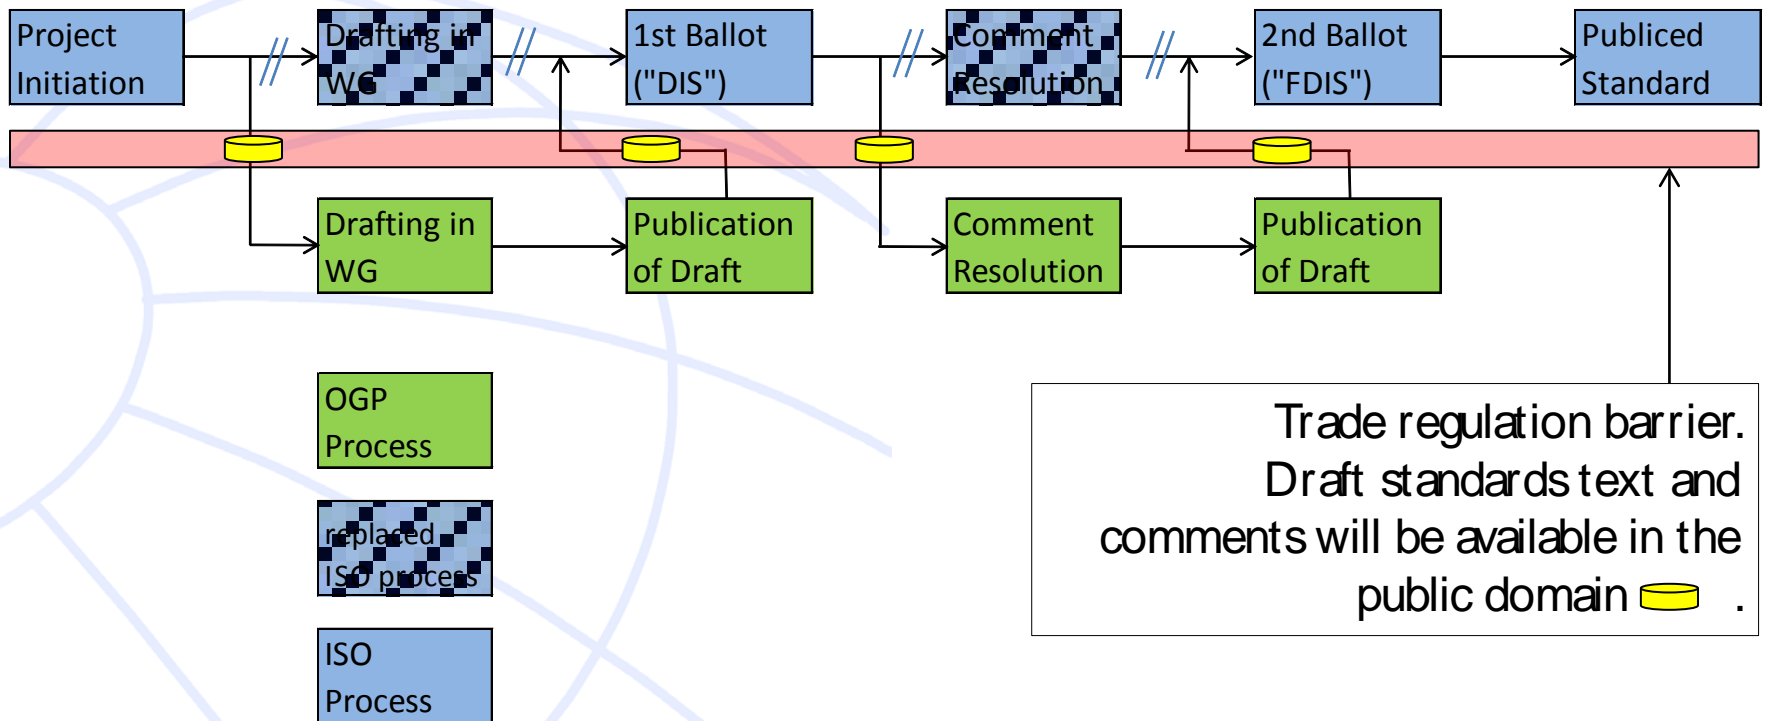 Project
Initiation
Drafting in
WG
1st Ballot
("DIS")
Comment
Resolution
2nd Ballot
("FDIS")
Publiced
Standard
Drafting in
WG
Publication
of Draft
Comment
Resolution
Publication
of Draft
OGP
Process
replaced
ISO process
ISO
Process
Trade regulation barrier.
Draft standards text and
comments will be available in the
public domain .